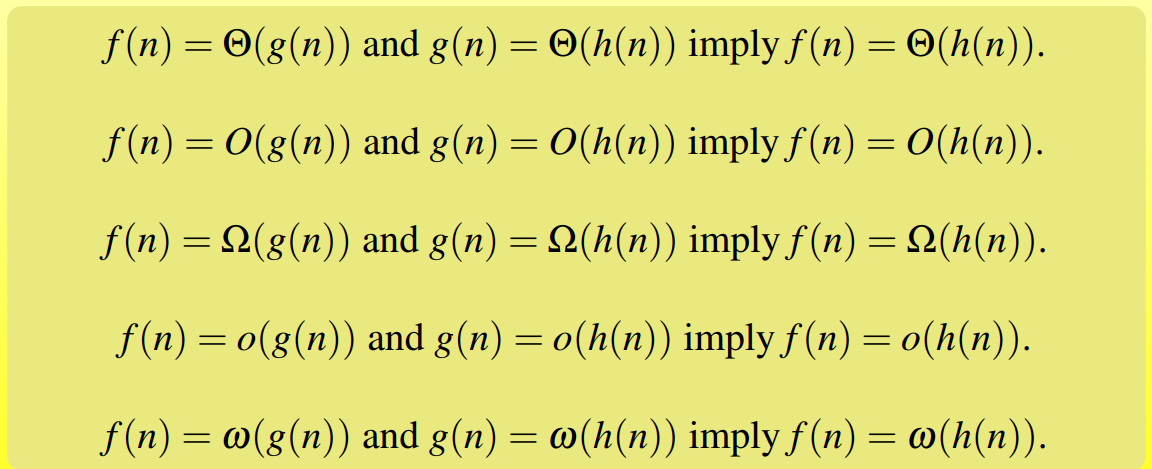 f(n) = Θ(g(n)) and g(n) = Θ(h(n)) imply f(n) = Θ(h(n)).
f(n) = O(g(n)) and g(n) = O(h(n)) imply f(n) = O(h(n)).
f(n) = Ω(g(n)) and g(n) = Ω(h(n)) imply f(n) = Ω(h(n)).
f(n) = o(g(n)) and g(n) = o(h(n)) imply f(n) = o(h(n)).
f(n) = ω(g(n)) and g(n) = ω(h(n)) imply f(n) = ω(h(n)).